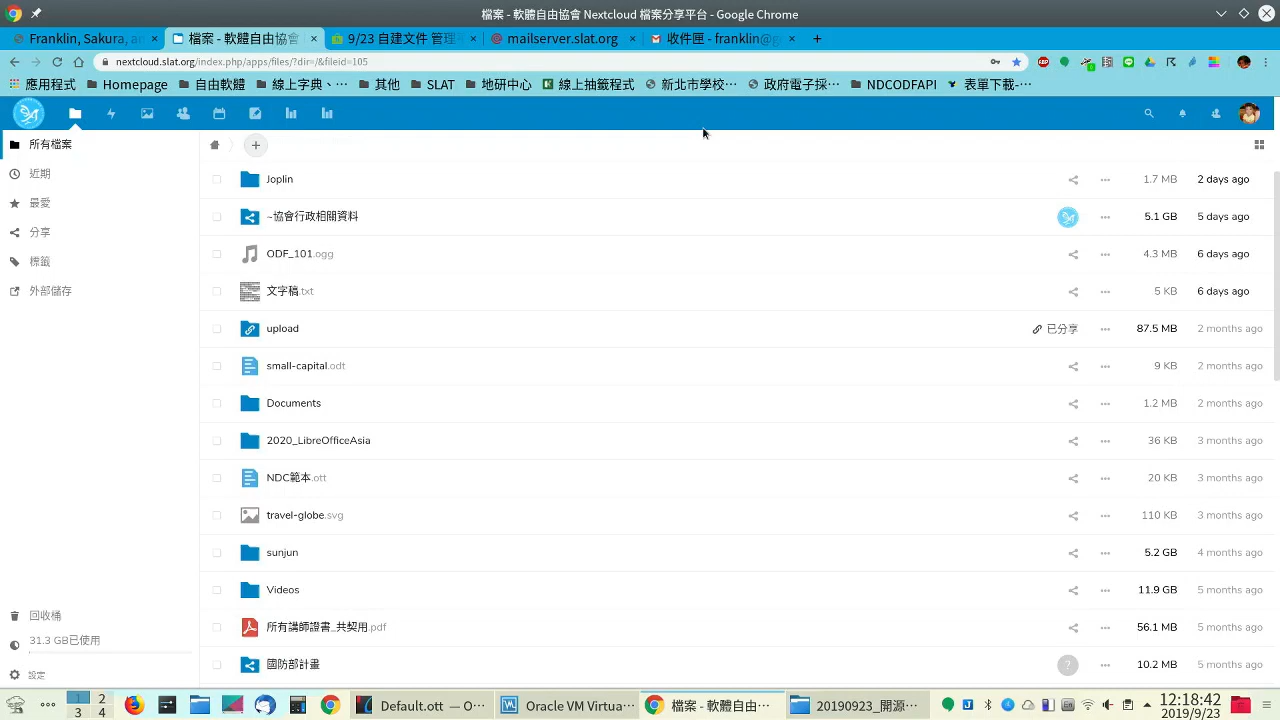 檔案 - 軟體自由協會 Nextcloud 檔案分享平台 - Google Chrome
Franklin, Sakura, an
檔案 - 軟體自由協會
9/23 自建文件 管理
mailserver.slat.org
收件匣 - franklin@g
nextcloud.slat.org/index.php/apps/files/?dir=/&fileid=105
應用程式
Homepage
自由軟體
線上字典、…
其他
SLAT
地研中心
線上抽籤程式
新北市學校…
政府電子採…
NDCODFAPI
表單下載-…
所有檔案
近期
最愛
分享
標籤
外部儲存
回收桶
31.3 GB已使用
設定
Joplin 1.7 MB 2 days ago
~協會行政相關資料 5.1 GB 5 days ago
ODF_101.ogg 4.3 MB 6 days ago
文字稿.txt 5 KB 6 days ago
upload 已分享 87.5 MB 2 months ago
small-capital.odt 9 KB 2 months ago
Documents 1.2 MB 2 months ago
2020_LibreOfficeAsia 36 KB 3 months ago
NDC範本.ott 20 KB 3 months ago
travel-globe.svg 110 KB 3 months ago
sunjun 5.2 GB 4 months ago
Videos 11.9 GB 5 months ago
所有講師證書_共契用.pdf 56.1 MB 5 months ago
國防部計畫 ? 10.2 MB 5 months ago
1 2
3 4
Default.ott — O…
Oracle VM Virtua…
檔案 - 軟體自由…
20190923_開源…
12:18:42
2019/9/23